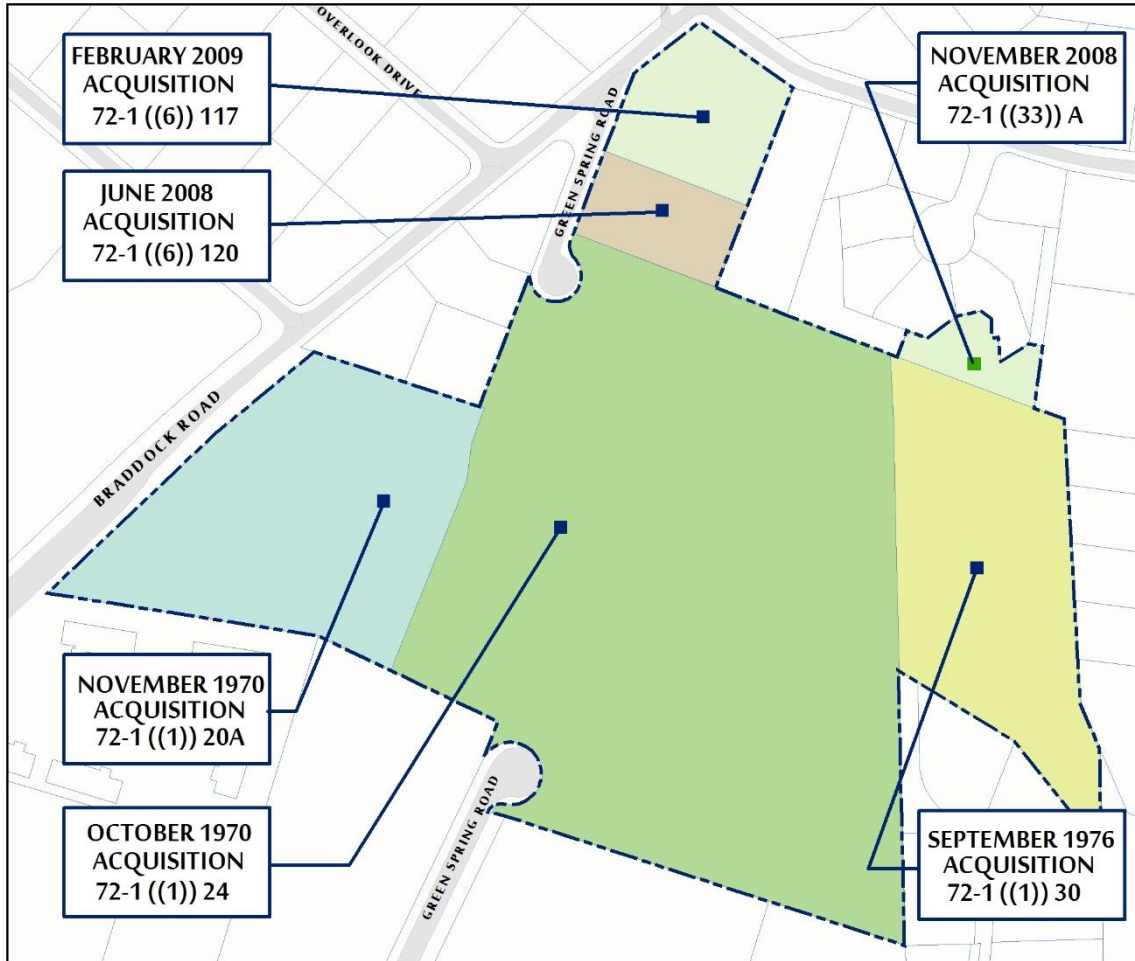 FEBRUARY 2009
ACQUISITION
72-1 ((6)) 117
OVERLOOK DRIVE
GREEN SPRING ROAD
NOVEMBER 2008
ACQUISITION
72-1 ((33)) A
JUNE 2008
ACQUISITION
72-1 ((6)) 120
BRADDOCK ROAD
NOVEMBER 1970
ACQUISITION
72-1 ((1)) 20A
OCTOBER 1970
ACQUISITION
72-1 ((1)) 24
GREEN SPRING ROAD
SEPTEMBER 1976
ACQUISITION
72-1 ((1)) 30